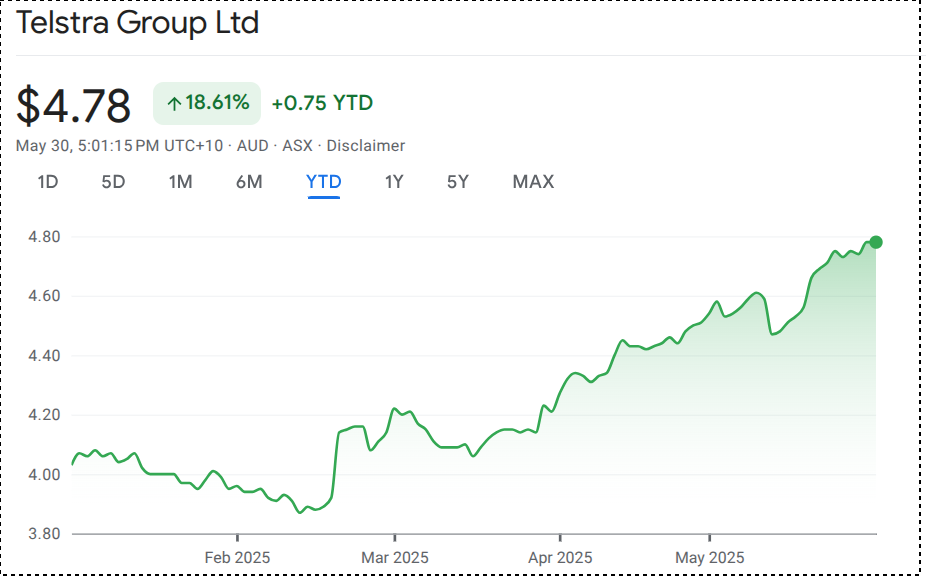 Telstra Group Ltd
$4.78 ↑18.61% +0.75 YTD
May 30, 5:01:15 PM UTC+10 · AUD · ASX · Disclaimer
1D 5D 1M 6M YTD 1Y 5Y MAX
4.80
4.60
4.40
4.20
4.00
3.80
Feb 2025 Mar 2025 Apr 2025 May 2025